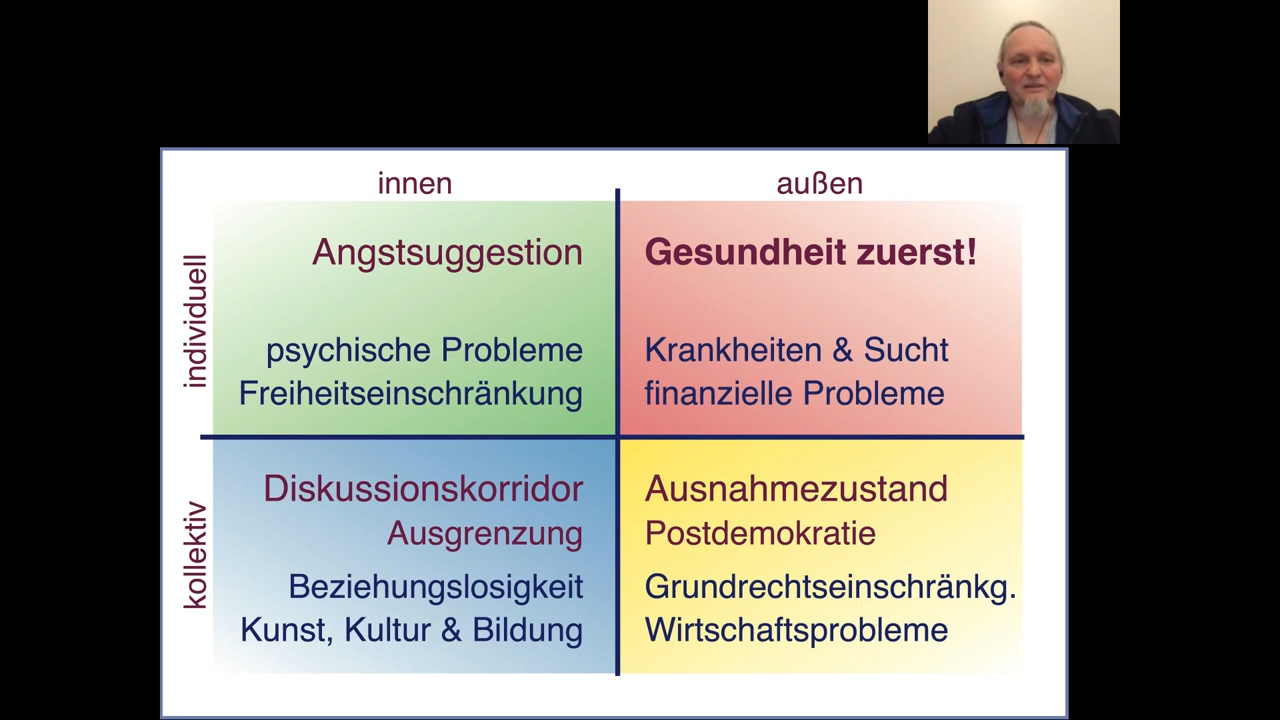 innen
außen
individuell
Angstsuggestion
psychische Probleme
Freiheitseinschränkung
Gesundheit zuerst!
Krankheiten & Sucht
finanzielle Probleme
kollektiv
Diskussionskorridor
Ausgrenzung
Beziehungslosigkeit
Kunst, Kultur & Bildung
Ausnahmezustand
Postdemokratie
Grundrechtseinschränkg.
Wirtschaftsprobleme